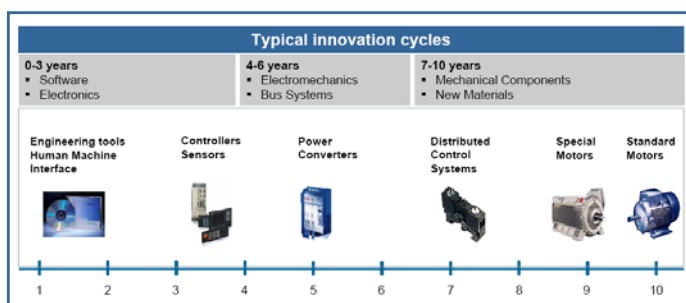 Typical innovation cycles
0-3 years
▪ Software
▪ Electronics
4-6 years
▪ Electromechanics
▪ Bus Systems
7-10 years
▪ Mechanical Components
▪ New Materials
Engineering tools
Human Machine
Interface
Controllers
Sensors
Power
Converters
Distributed
Control
Systems
Special
Motors
Standard
Motors
1 2 3 4 5 6 7 8 9 10